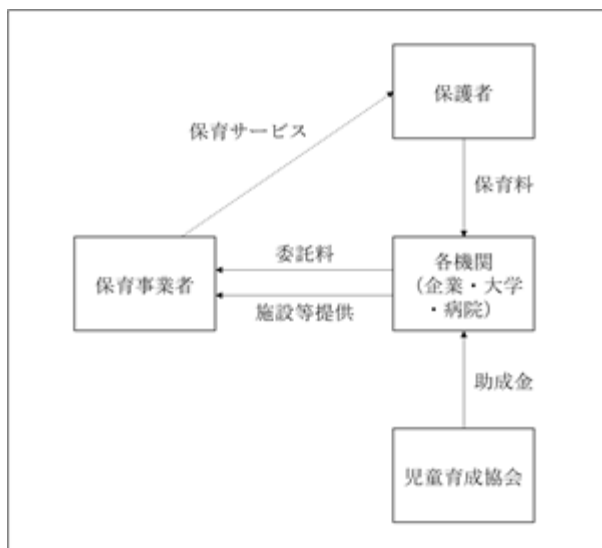 保護者
保育サービス
保育料
保育事業者
委託料
施設等提供
各機関
（企業・大学
・病院）
助成金
児童育成協会